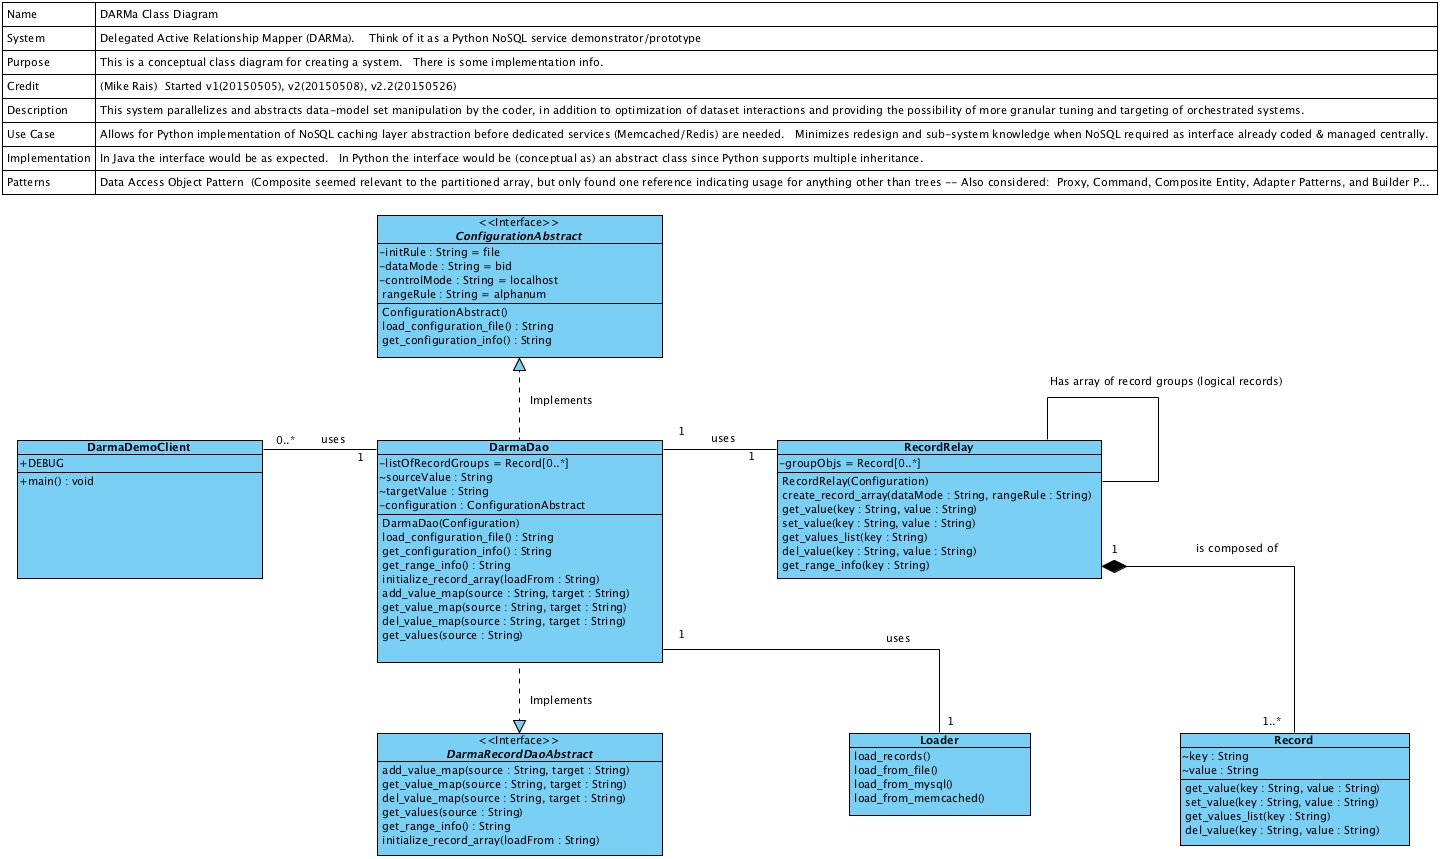 Name DARMa Class Diagram
System Delegated Active Relationship Mapper (DARMa). Think of it as a Python NoSQL service demonstrator/prototype
Purpose This is a conceptual class diagram for creating a system. There is some implementation info.
Credit (Mike Rais) Started v1(20150505), v2(20150508), v2.2(20150526)
Description This system parallelizes and abstracts data-model set manipulation by the coder, in addition to optimization of dataset interactions and providing the possibility of more granular tuning and targeting of orchestrated systems.
Use Case Allows for Python implementation of NoSQL caching layer abstraction before dedicated services (Memcached/Redis) are needed. Minimizes redesign and sub-system knowledge when NoSQL required as interface already coded & managed centrally.
Implementation In Java the interface would be as expected. In Python the interface would be (conceptual as) an abstract class since Python supports multiple inheritance.
Patterns Data Access Object Pattern (Composite seemed relevant to the partitioned array, but only found one reference indicating usage for anything other than trees -- Also considered: Proxy, Command, Composite Entity, Adapter Patterns, and Builder P...
<<Interface>>
ConfigurationAbstract
-initRule : String = file
-dataMode : String = bid
-controlMode : String = localhost
rangeRule : String = alphanum
ConfigurationAbstract()
load_configuration_file() : String
get_configuration_info() : String
Implements
Has array of record groups (logical records)
DarmaDemoClient
+DEBUG
+main() : void
0..*
uses
1
DarmaDao
-listOfRecordGroups = Record[0..*]
~sourceValue : String
~targetValue : String
-configuration : ConfigurationAbstract
DarmaDao(Configuration)
load_configuration_file() : String
get_configuration_info() : String
get_range_info() : String
initialize_record_array(loadFrom : String)
add_value_map(source : String, target : String)
get_value_map(source : String, target : String)
del_value_map(source : String, target : String)
get_values(source : String)
1
uses
1
RecordRelay
-groupObjs = Record[0..*]
RecordRelay(Configuration)
create_record_array(dataMode : String, rangeRule : String)
get_value(key : String, value : String)
set_value(key : String, value : String)
get_values_list(key : String)
del_value(key : String, value : String)
get_range_info(key : String)
1
is composed of
1..*
1
uses
1
Implements
<<Interface>>
DarmaRecordDaoAbstract
add_value_map(source : String, target : String)
get_value_map(source : String, target : String)
del_value_map(source : String, target : String)
get_values(source : String)
get_range_info() : String
initialize_record_array(loadFrom : String)
Loader
load_records()
load_from_file()
load_from_mysql()
load_from_memcached()
Record
~key : String
~value : String
get_value(key : String, value : String)
set_value(key : String, value : String)
get_values_list(key : String)
del_value(key : String, value : String)